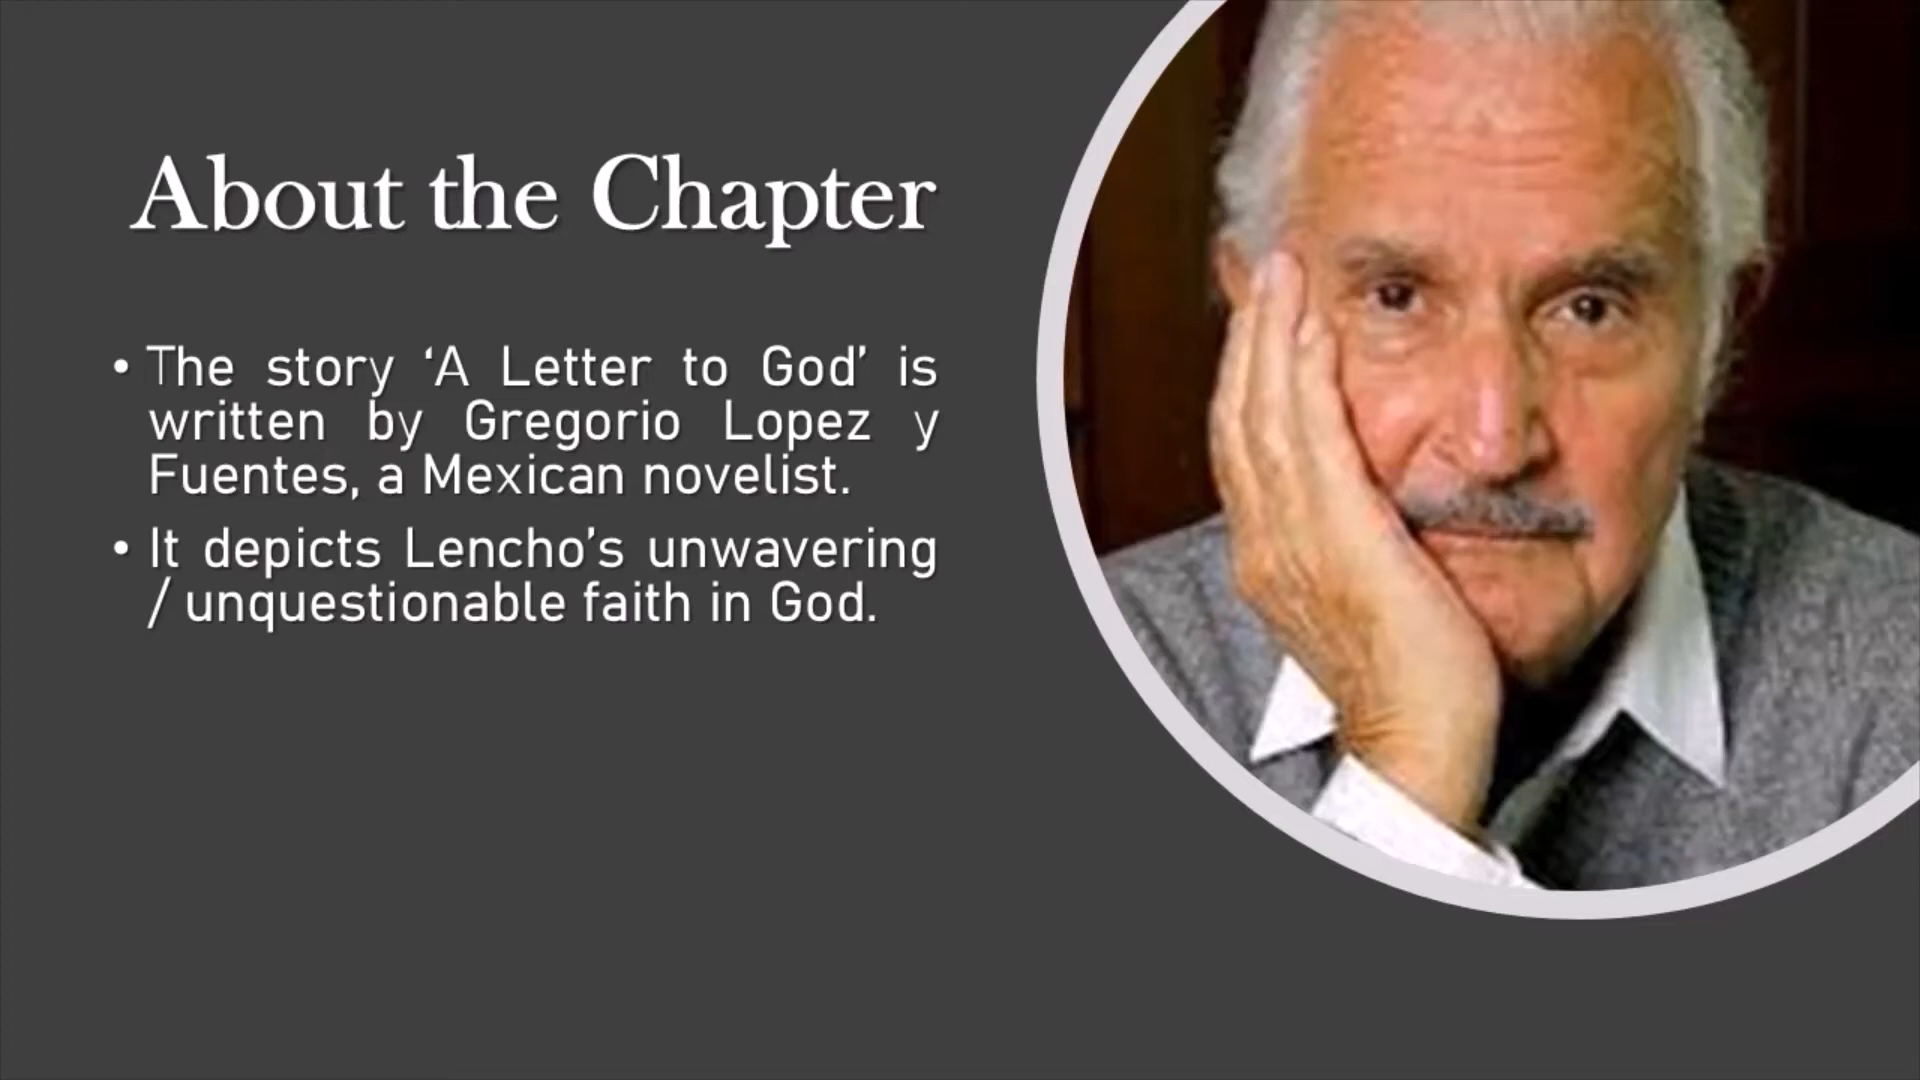 About the Chapter
• The story ‘A Letter to God’ is
written by Gregorio Lopez y
Fuentes, a Mexican novelist.
• It depicts Lencho’s unwavering
/ unquestionable faith in God.